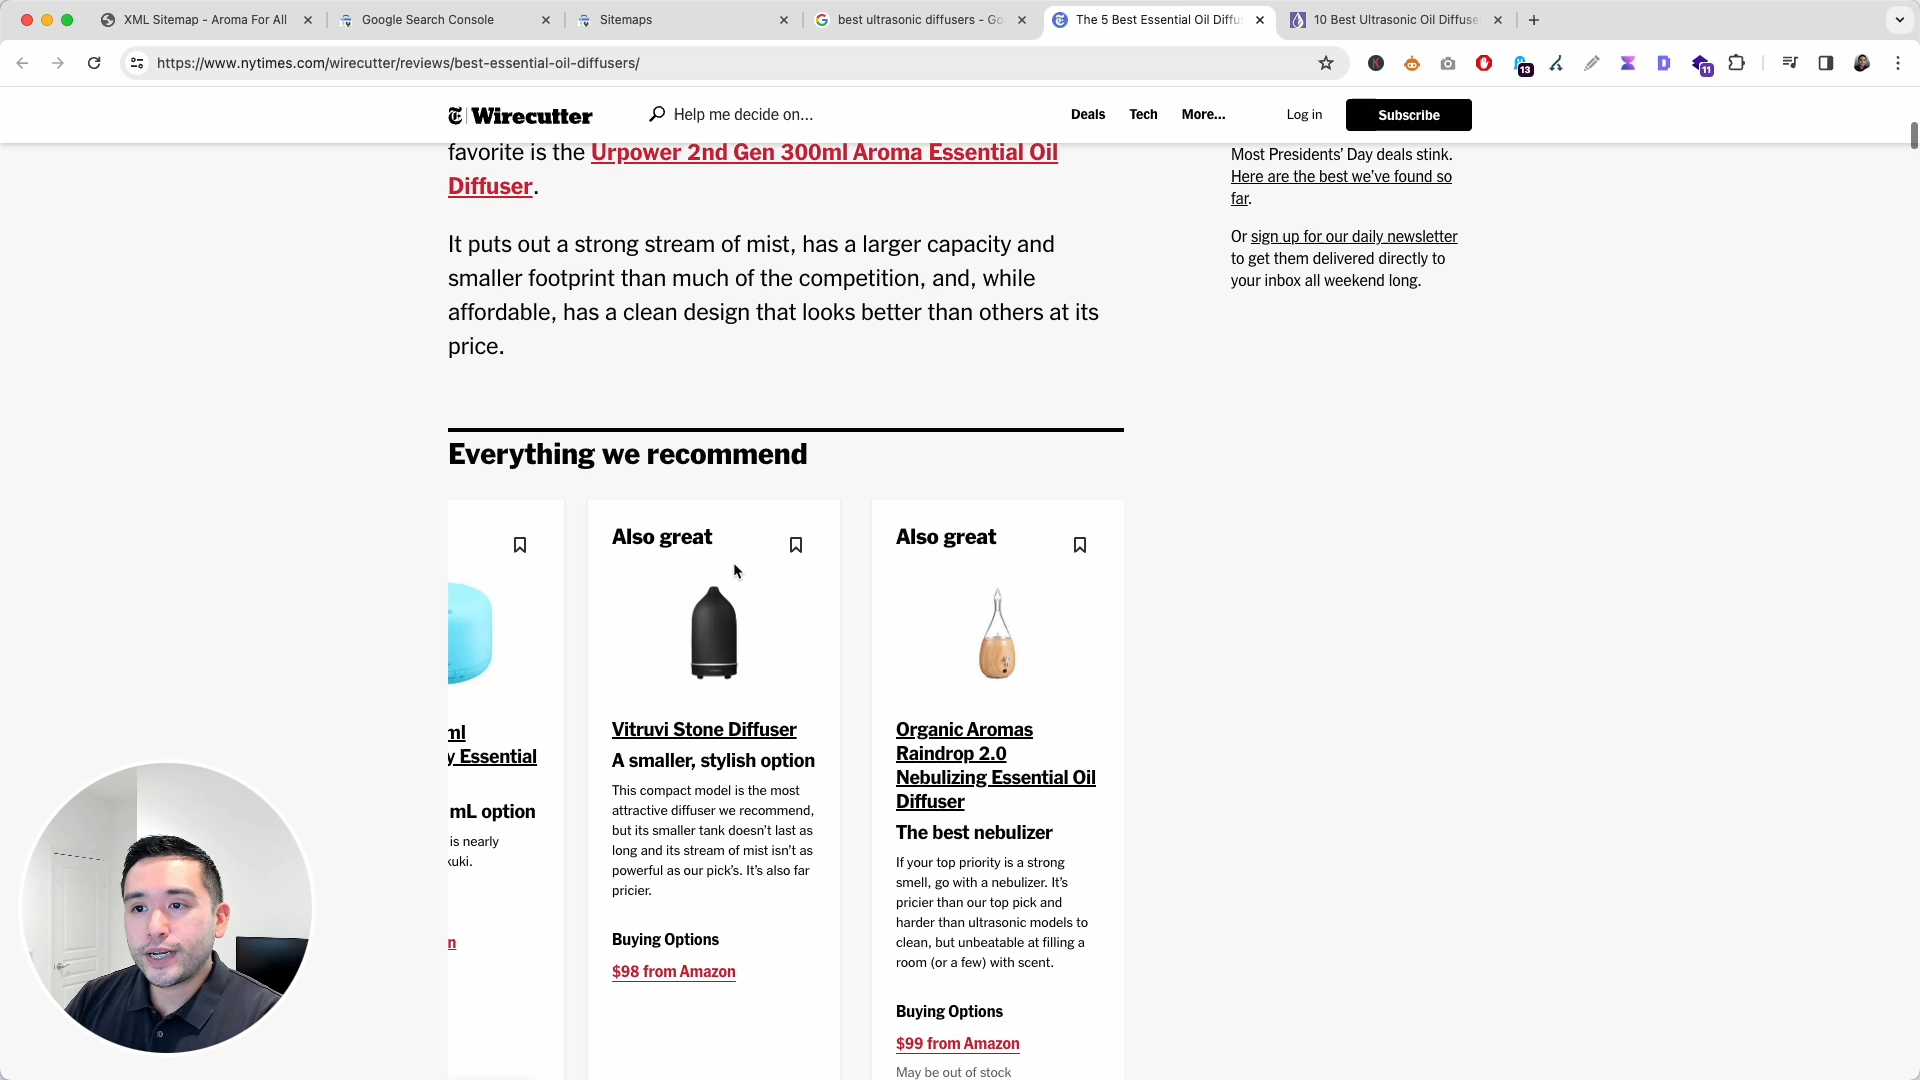 XML Sitemap - Aroma For All
Google Search Console
Sitemaps
best ultrasonic diffusers - Go
The 5 Best Essential Oil Diffu
10 Best Ultrasonic Oil Diffuse
https://www.nytimes.com/wirecutter/reviews/best-essential-oil-diffusers/
13
11
Wirecutter
Help me decide on...
Deals
Tech
More...
Log in
Subscribe
favorite is the Urpower 2nd Gen 300ml Aroma Essential Oil
Diffuser.
It puts out a strong stream of mist, has a larger capacity and
smaller footprint than much of the competition, and, while
affordable, has a clean design that looks better than others at its
price.
Most Presidents' Day deals stink.
Here are the best we've found so
far.
Or sign up for our daily newsletter
to get them delivered directly to
your inbox all weekend long.
Everything we recommend
ml
y Essential
mL option
is nearly
kuki.
n
Also great
Vitruvi Stone Diffuser
A smaller, stylish option
This compact model is the most
attractive diffuser we recommend,
but its smaller tank doesn't last as
long and its stream of mist isn't as
powerful as our pick's. It's also far
pricier.
Buying Options
$98 from Amazon
Also great
Organic Aromas
Raindrop 2.0
Nebulizing Essential Oil
Diffuser
The best nebulizer
If your top priority is a strong
smell, go with a nebulizer. It's
pricier than our top pick and
harder than ultrasonic models to
clean, but unbeatable at filling a
room (or a few) with scent.
Buying Options
$99 from Amazon
May be out of stock